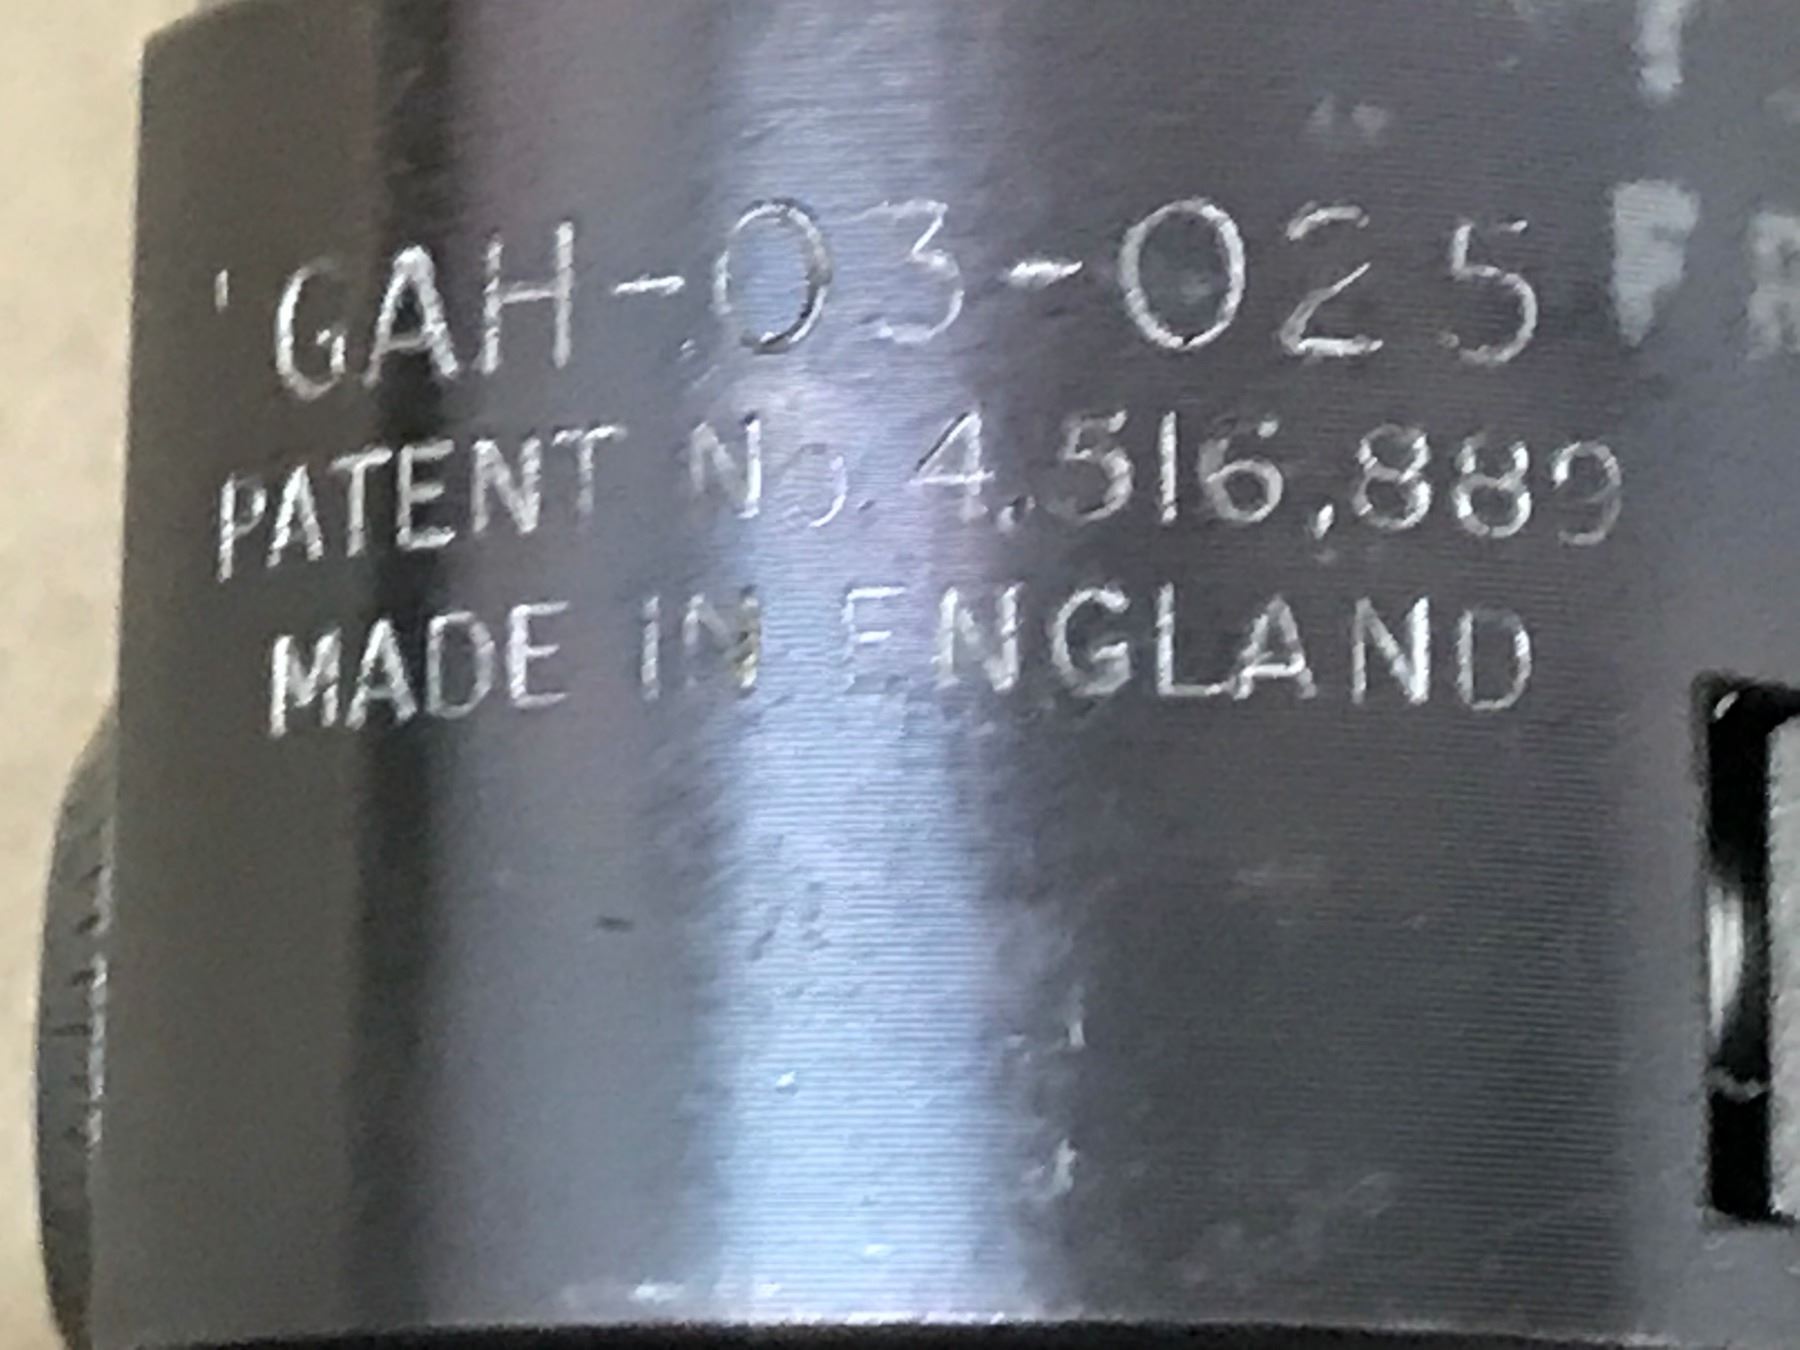 GAH-03-025
PATENT No. 4,516,889
MADE IN ENGLAND